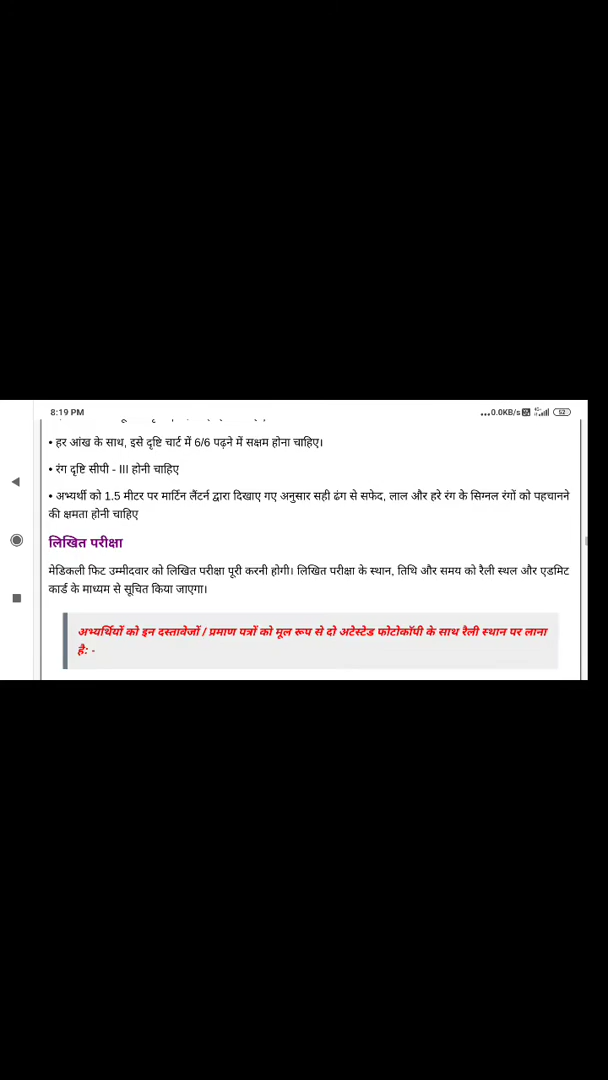 8:19 PM
...0.0KB/s 52
• हर आंख के साथ, इसे दृष्टि चार्ट में 6/6 पढ़ने में सक्षम होना चाहिए।
• रंग दृष्टि सीपी - III होनी चाहिए
• अभ्यर्थी को 1.5 मीटर पर मार्टिन लैंटर्न द्वारा दिखाए गए अनुसार सही ढंग से सफेद, लाल और हरे रंग के सिग्नल रंगों को पहचानने
की क्षमता होनी चाहिए
लिखित परीक्षा
मेडिकली फिट उम्मीदवार को लिखित परीक्षा पूरी करनी होगी। लिखित परीक्षा के स्थान, तिथि और समय को रैली स्थल और एडमिट
कार्ड के माध्यम से सूचित किया जाएगा।
अभ्यर्थियों को इन दस्तावेजों / प्रमाण पत्रों को मूल रूप से दो अटेस्टेड फोटोकॉपी के साथ रैली स्थान पर लाना
है: -